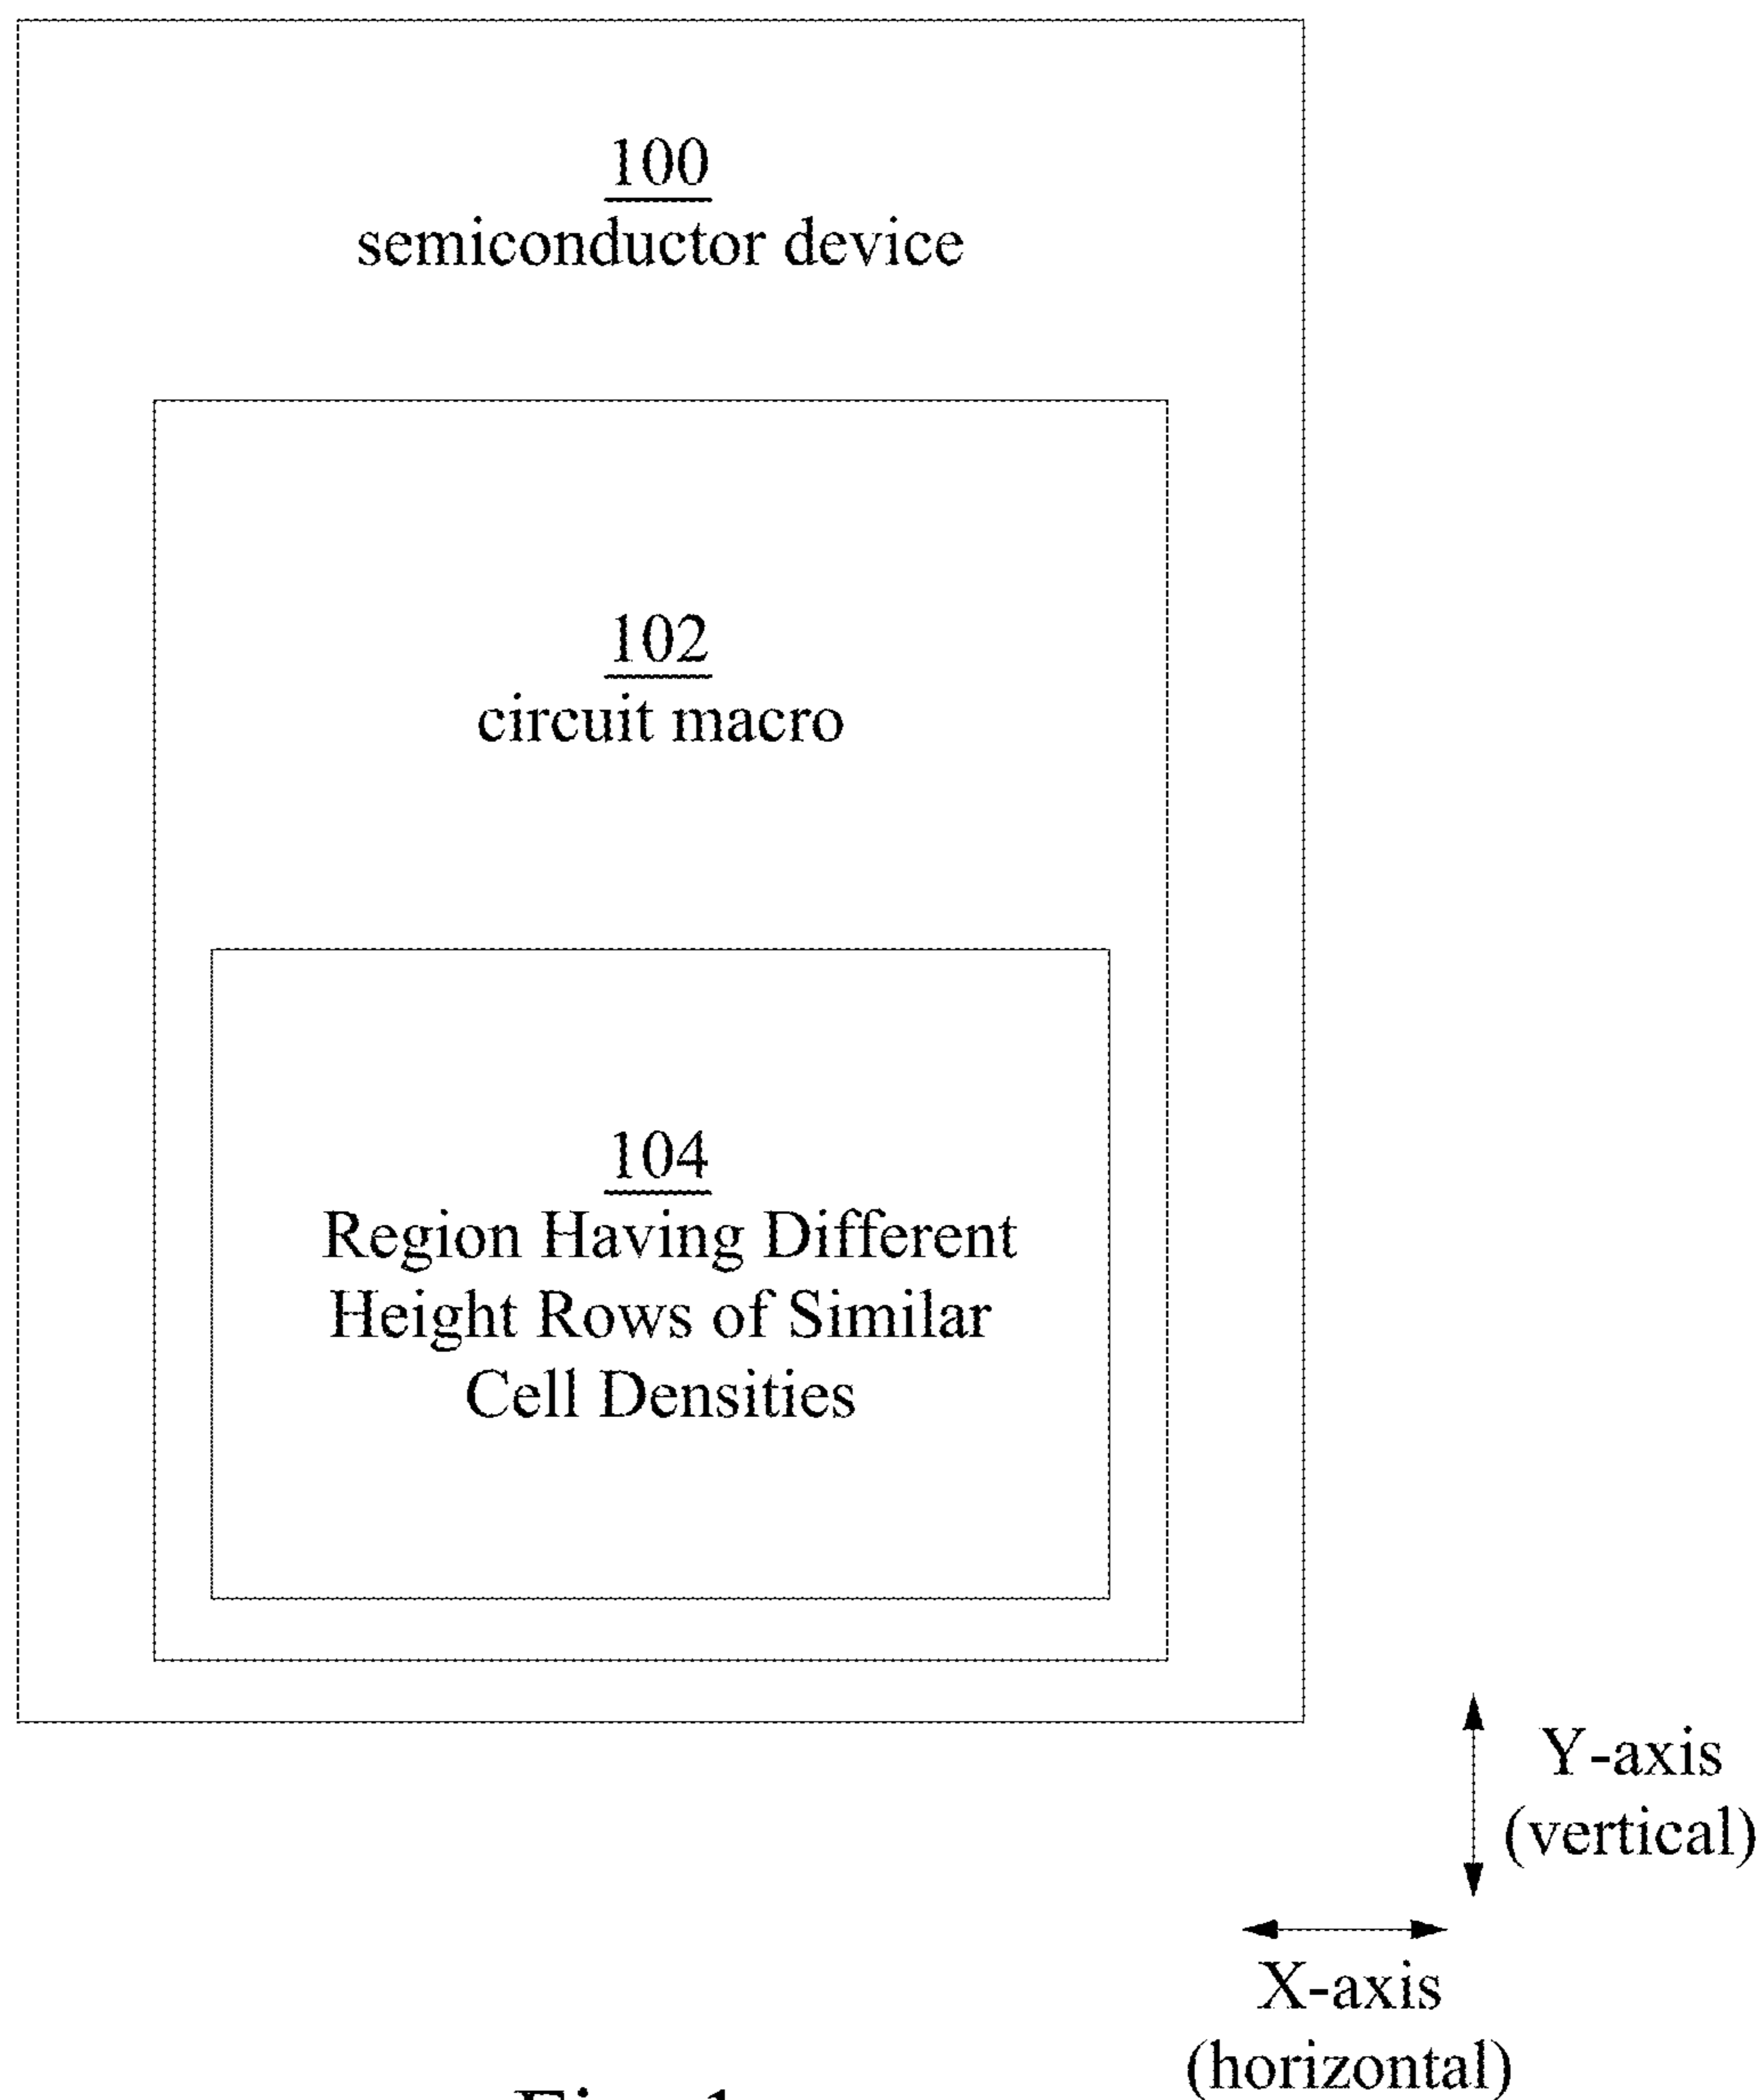 100
semiconductor device
102
circuit macro
104
Region Having Different
Height Rows of Similar
Cell Densities
Y-axis
(vertical)
X-axis
(horizontal)